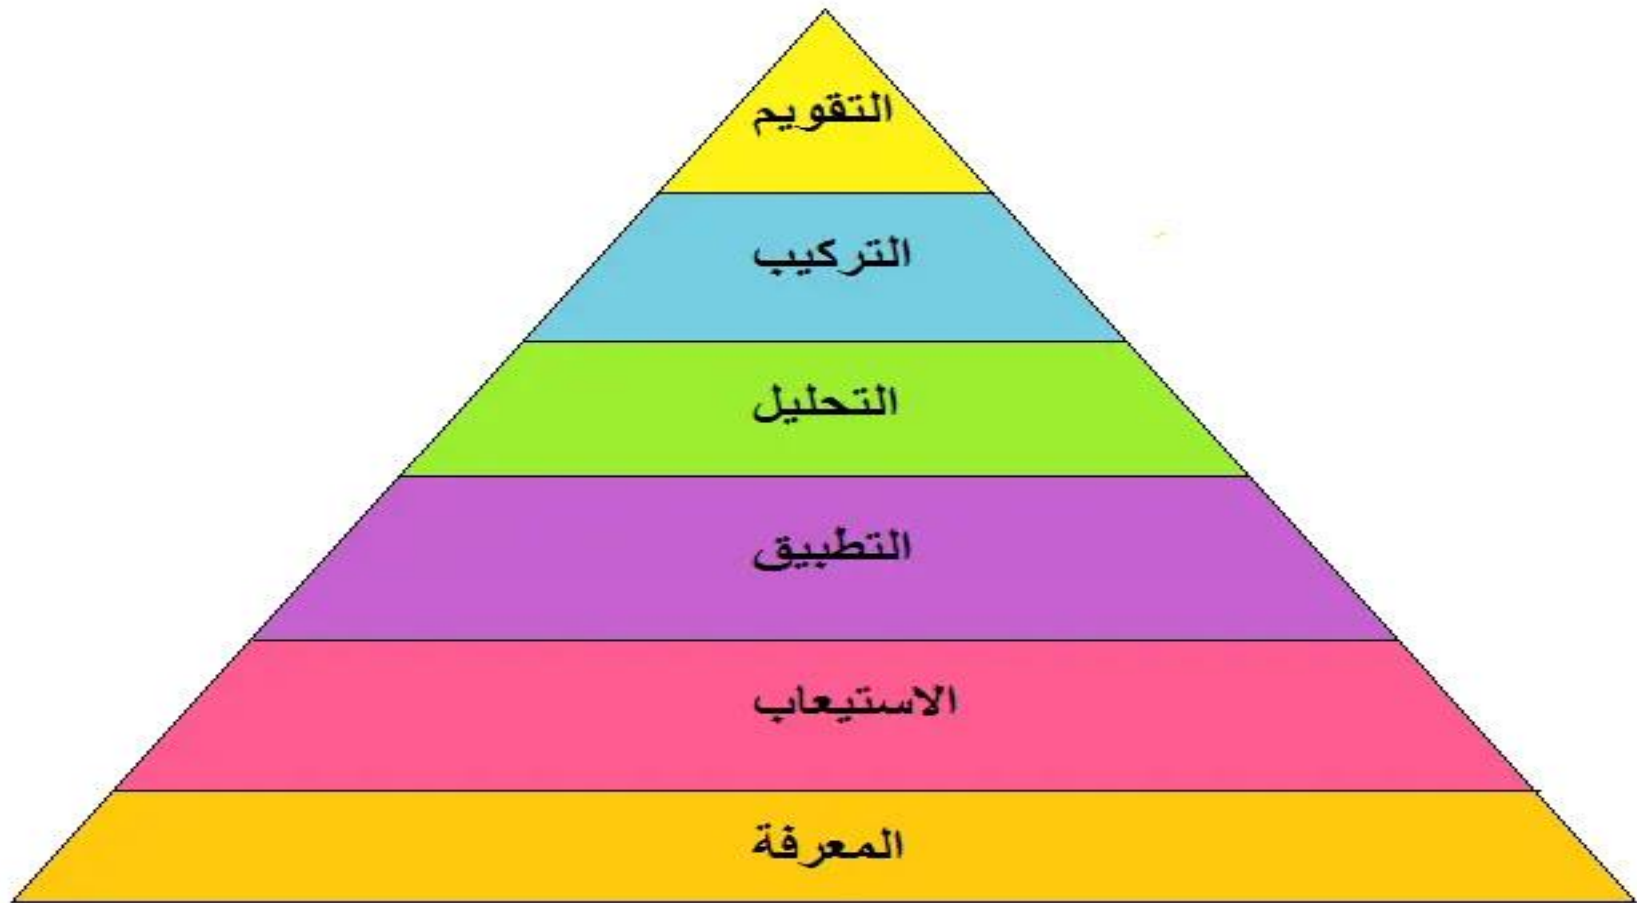 التقويم
التركيب
التحليل
التطبيق
الاستيعاب
المعرفة